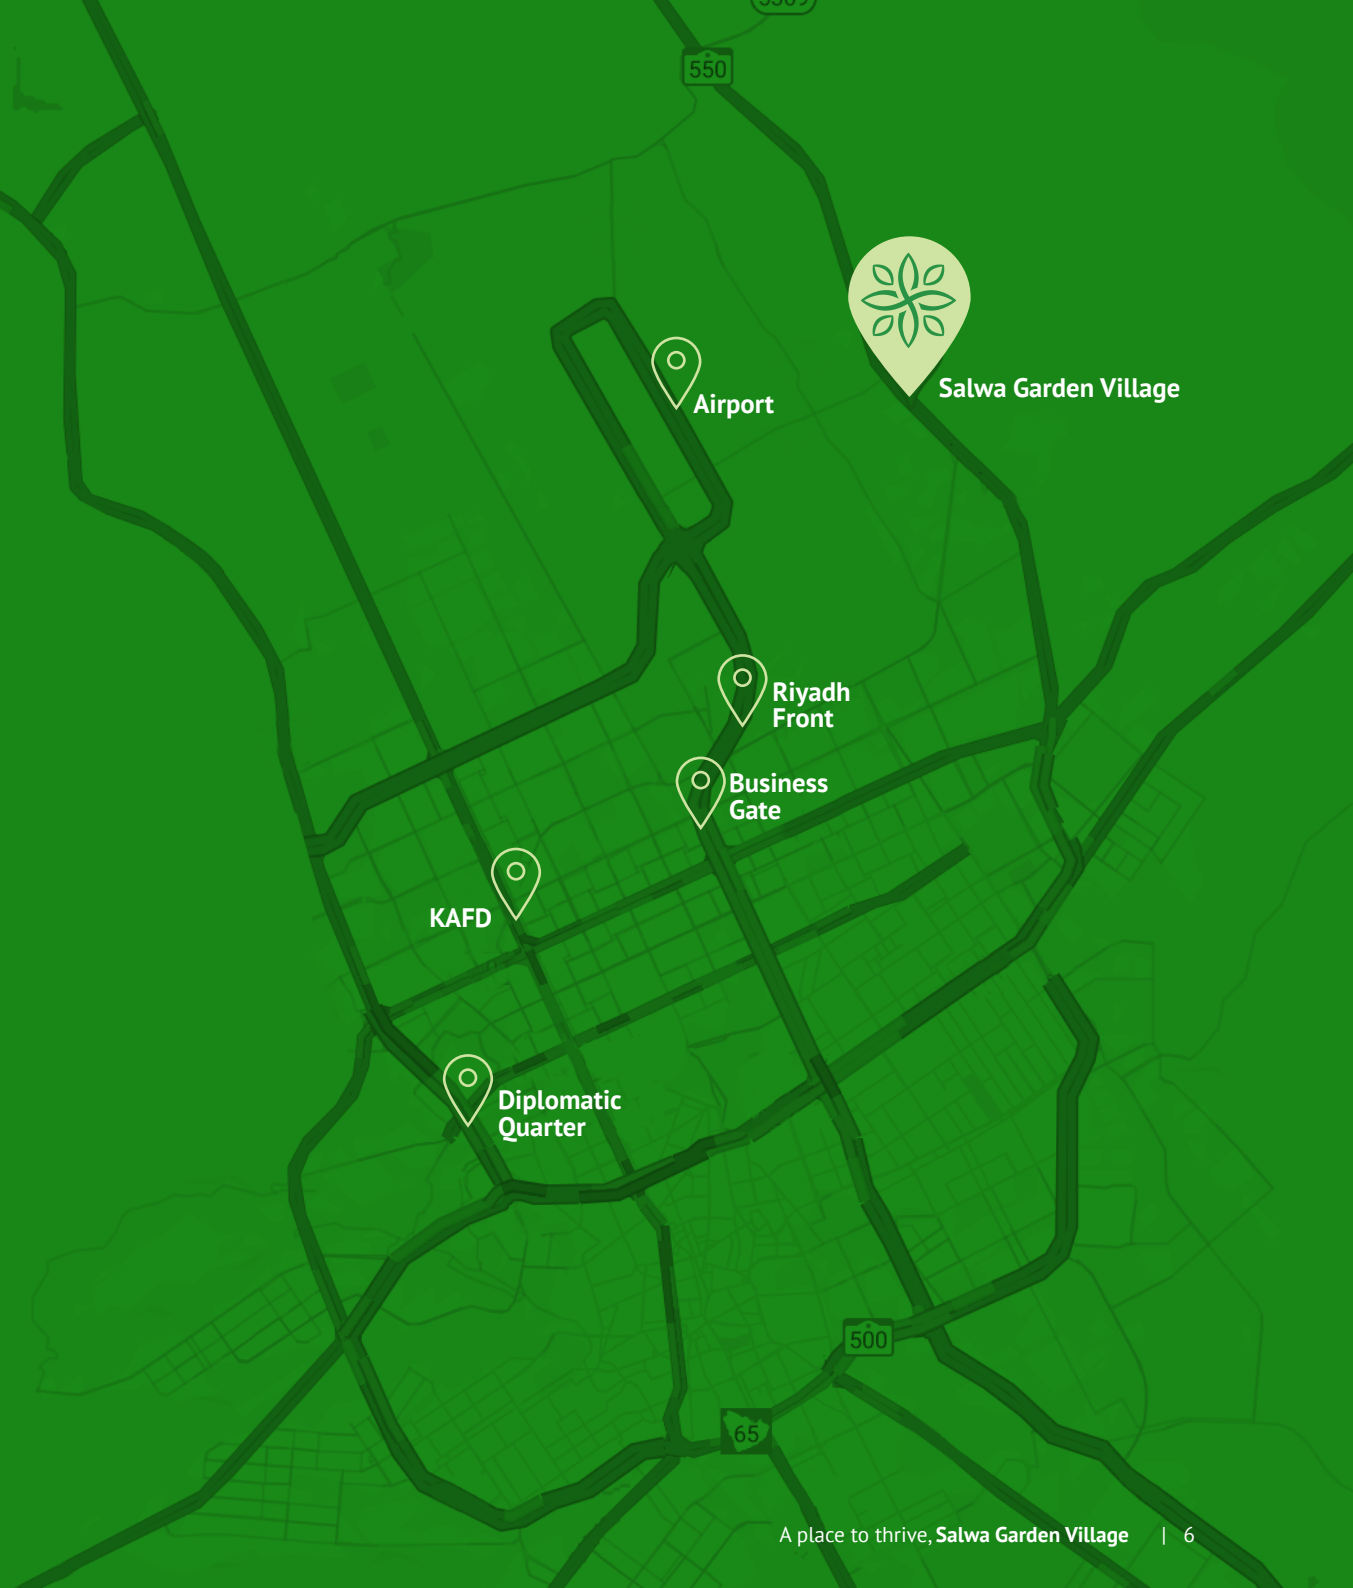 550
Salwa Garden Village
Airport
Riyadh
Front
Business
Gate
KAFD
Diplomatic
Quarter
500
65
A place to thrive, Salwa Garden Village | 6